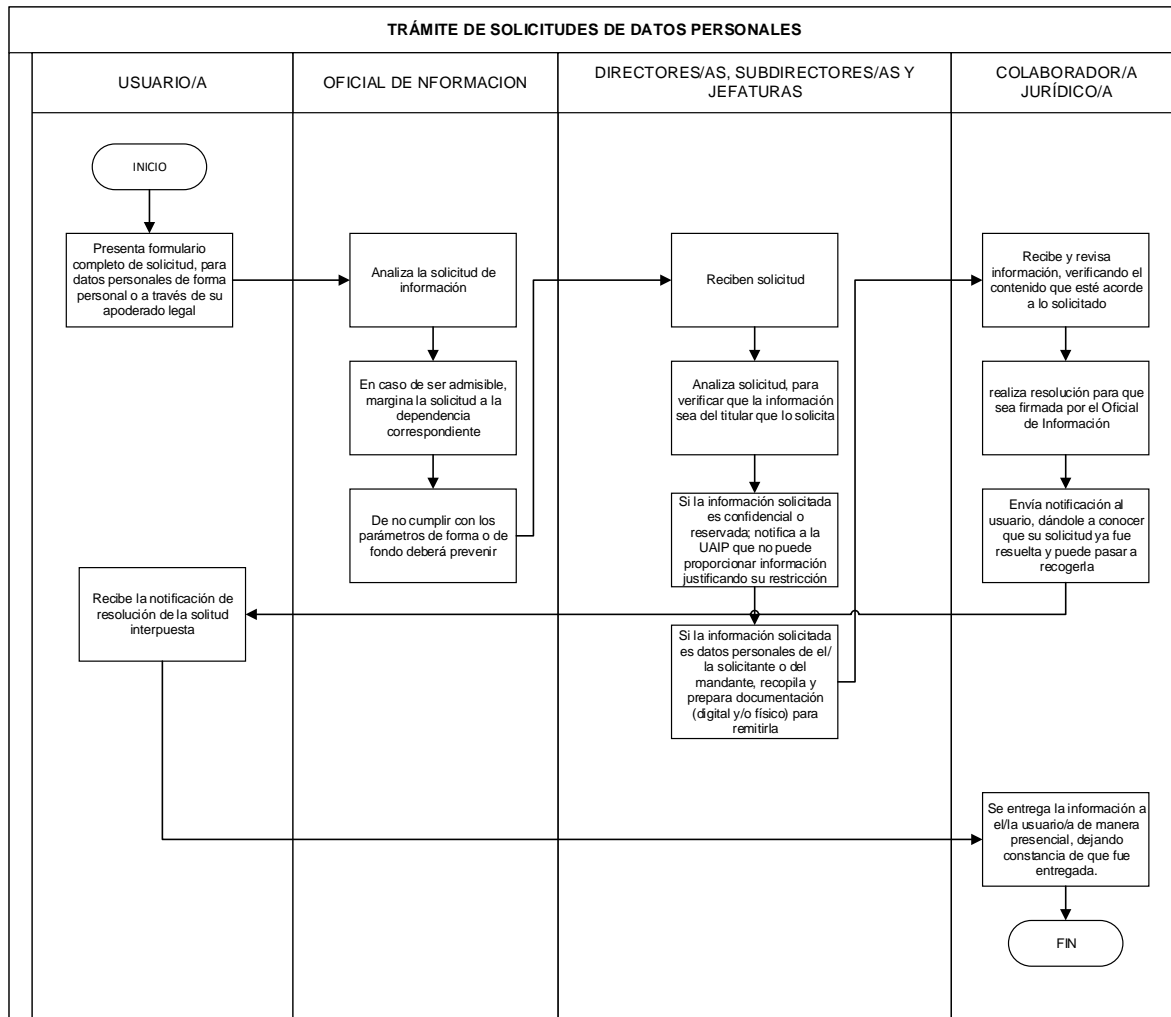 TRÁMITE DE SOLICITUDES DE DATOS PERSONALES
USUARIO/A
OFICIAL DE NFORMACION
DIRECTORES/AS, SUBDIRECTORES/AS Y
JEFATURAS
COLABORADOR/A
JURÍDICO/A
INICIO
Presenta formulario
completo de solicitud, para
datos personales de forma
personal o a través de su
apoderado legal
Analiza la solicitud de
información
En caso de ser admisible,
margina la solicitud a la
dependencia
correspondiente
De no cumplir con los
parámetros de forma o de
fondo deberá prevenir
Reciben solicitud
Analiza solicitud, para
verificar que la información
sea del titular que lo solicita
Si la información solicitada
es confidencial o
reservada; notifica a la
UAIP que no puede
proporcionar información
justificando su restricción
Si la información solicitada
es datos personales de el/
la solicitante o del
mandante, recopila y
prepara documentación
(digital y/o físico) para
remitirla
Recibe y revisa
información, verificando el
contenido que esté acorde
a lo solicitado
realiza resolución para que
sea firmada por el Oficial
de Información
Envía notificación al
usuario, dándole a conocer
que su solicitud ya fue
resuelta y puede pasar a
recogerla
Recibe la notificación de
resolución de la solitud
interpuesta
Se entrega la información a
el/la usuario/a de manera
presencial, dejando
constancia de que fue
entregada.
FIN